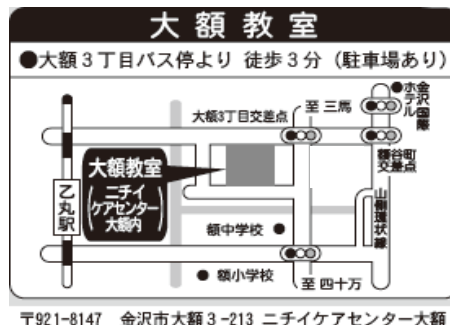 大額教室
●大額3丁目バス停より 徒歩3分（駐車場あり）
至 三馬
金沢国際
ホテル
大額3丁目交差点
額谷町
交差点
大額教室
（ニチイ
ケアセンター
大額内）
乙丸駅
山側環状線
額中学校
額小学校
至 四十万
〒921-8147 金沢市大額3-213 ニチイケアセンター大額